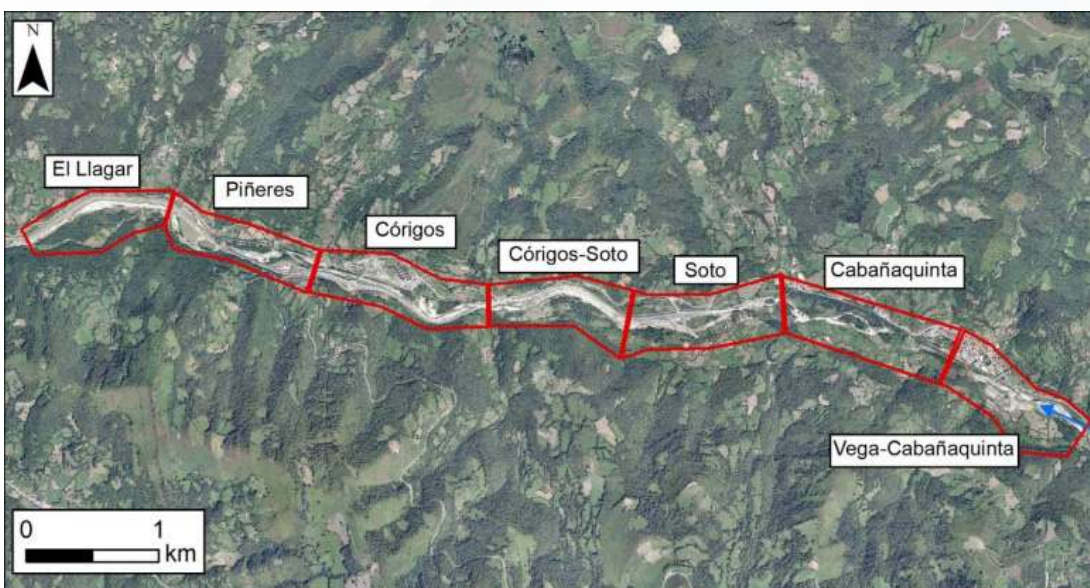 N
El Llagar
Piñeres
Córigos
Córigos-Soto
Soto
Cabañaquinta
Vega-Cabañaquinta
0 1
km